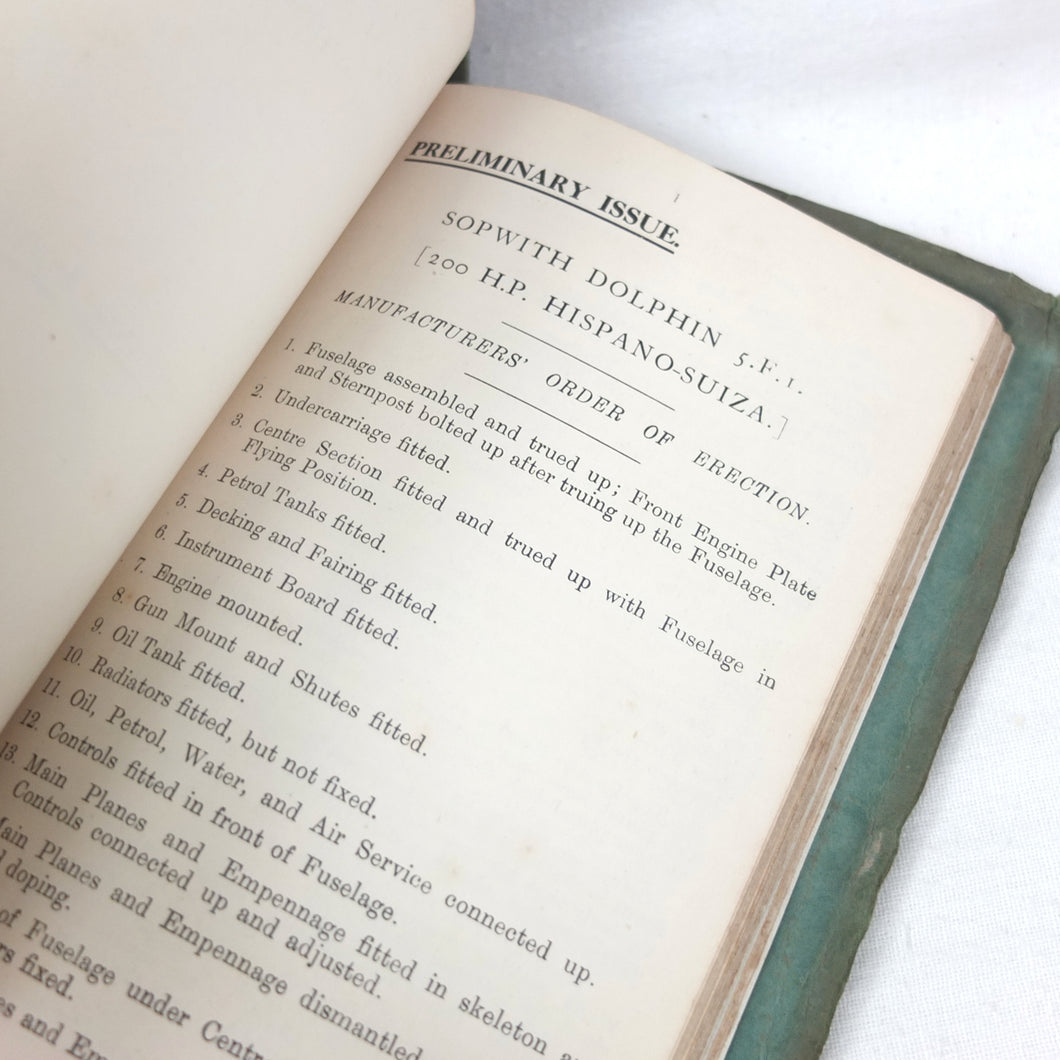 PRELIMINARY ISSUE.
SOPWITH DOLPHIN 5.F.1.
[200 H.P. HISPANO-SUIZA.]
MANUFACTURERS' ORDER OF ERECTION.
1. Fuselage assembled and trued up; Front Engine Plate
and Sternpost bolted up after truing up the Fuselage.
2. Undercarriage fitted.
3. Centre Section fitted and trued up with Fuselage in
Flying Position.
4. Petrol Tanks fitted.
5. Decking and Fairing fitted.
6. Instrument Board fitted.
7. Engine mounted.
8. Gun Mount and Shutes fitted.
9. Oil Tank fitted.
10. Radiators fitted, but not fixed.
11. Oil, Petrol, Water, and Air Service connected up.
12. Controls fitted in front of Fuselage.
13. Main Planes and Empennage fitted in skeleton
Controls connected up and adjusted.
Main Planes and Empennage dismantled
doping.
of Fuselage under
fixed.
and